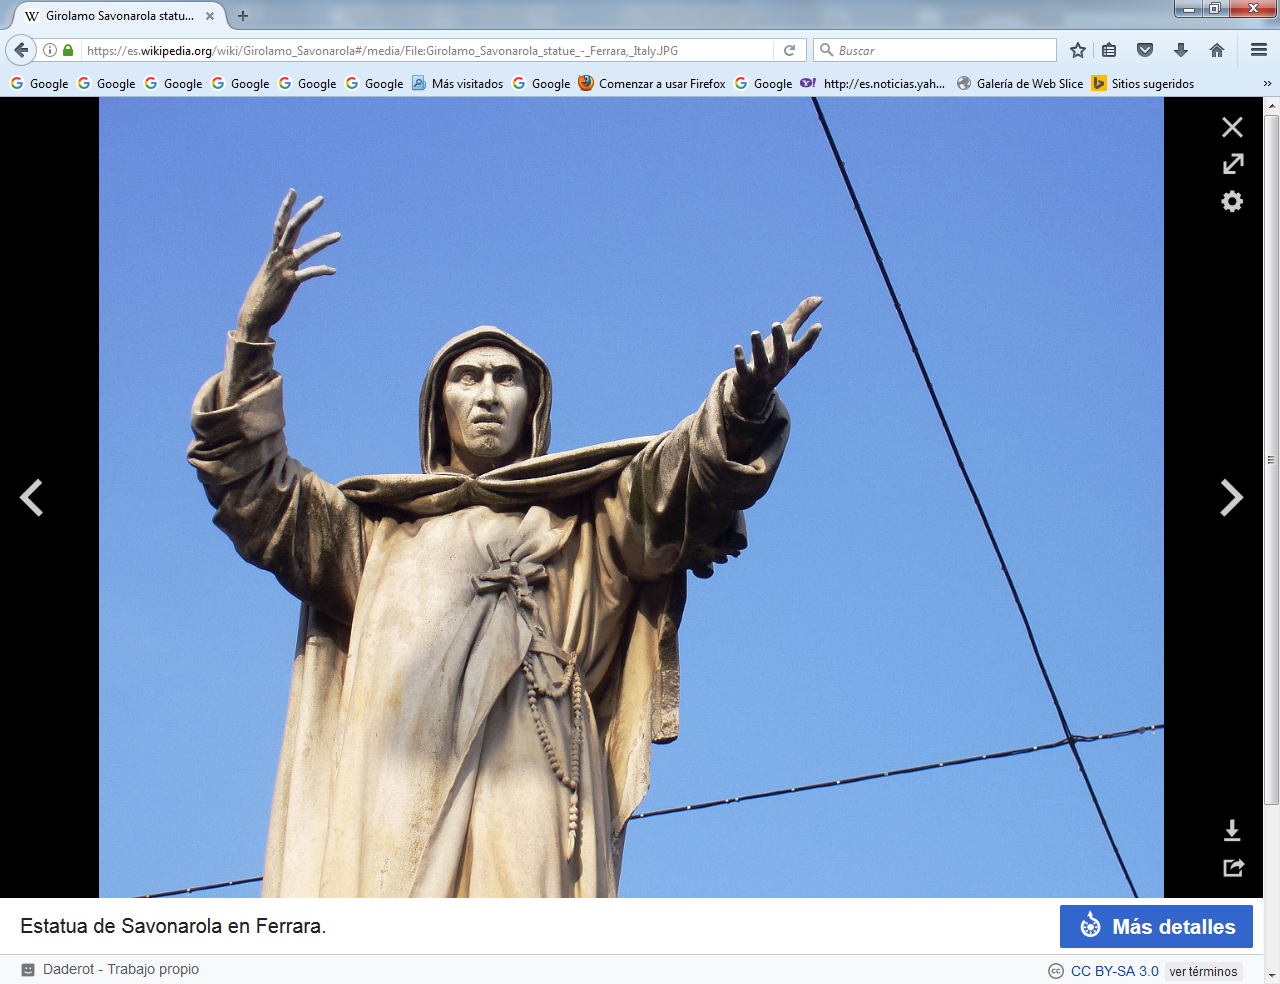 Girolamo Savonarola statu...
https://es.wikipedia.org/wiki/Girolamo_Savonarola#/media/File:Girolamo_Savonarola_statue_-_Ferrara,_Italy.JPG
Buscar
Google Google Google Google Google Google Más visitados Google Comenzar a usar Firefox Google http://es.noticias.yah... Galería de Web Slice Sitios sugeridos
Estatua de Savonarola en Ferrara.
Más detalles
Daderot - Trabajo propio
CC BY-SA 3.0 ver términos